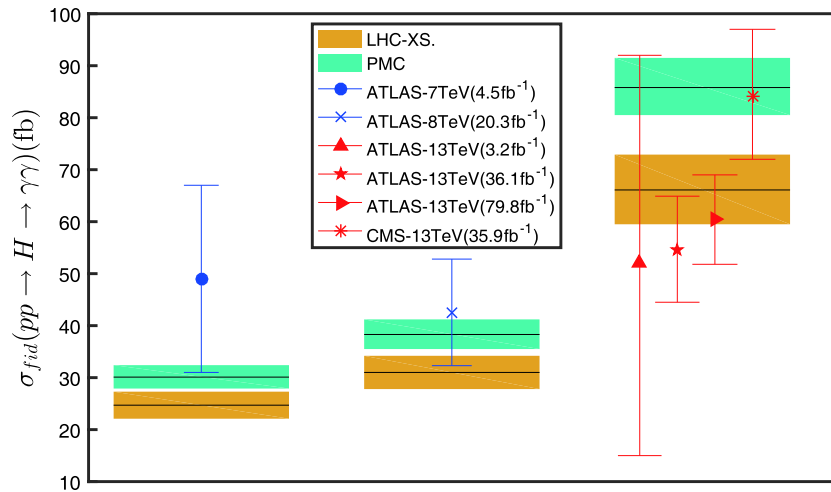 100
90
80
70
60
50
40
30
20
10
σ_fid(pp → H → γγ)(fb)
LHC-XS.
PMC
ATLAS-7TeV(4.5fb⁻¹)
ATLAS-8TeV(20.3fb⁻¹)
ATLAS-13TeV(3.2fb⁻¹)
ATLAS-13TeV(36.1fb⁻¹)
ATLAS-13TeV(79.8fb⁻¹)
CMS-13TeV(35.9fb⁻¹)